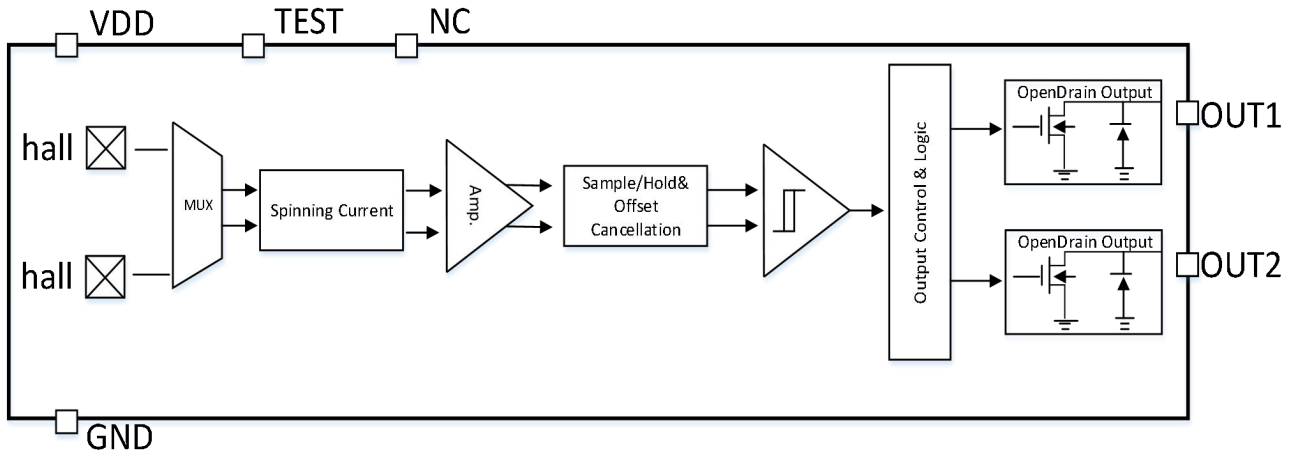 VDD
TEST
NC
hall
hall
MUX
Spinning Current
Amp.
Sample/Hold&
Offset
Cancellation
Output Control & Logic
OpenDrain Output
OUT1
OpenDrain Output
OUT2
GND